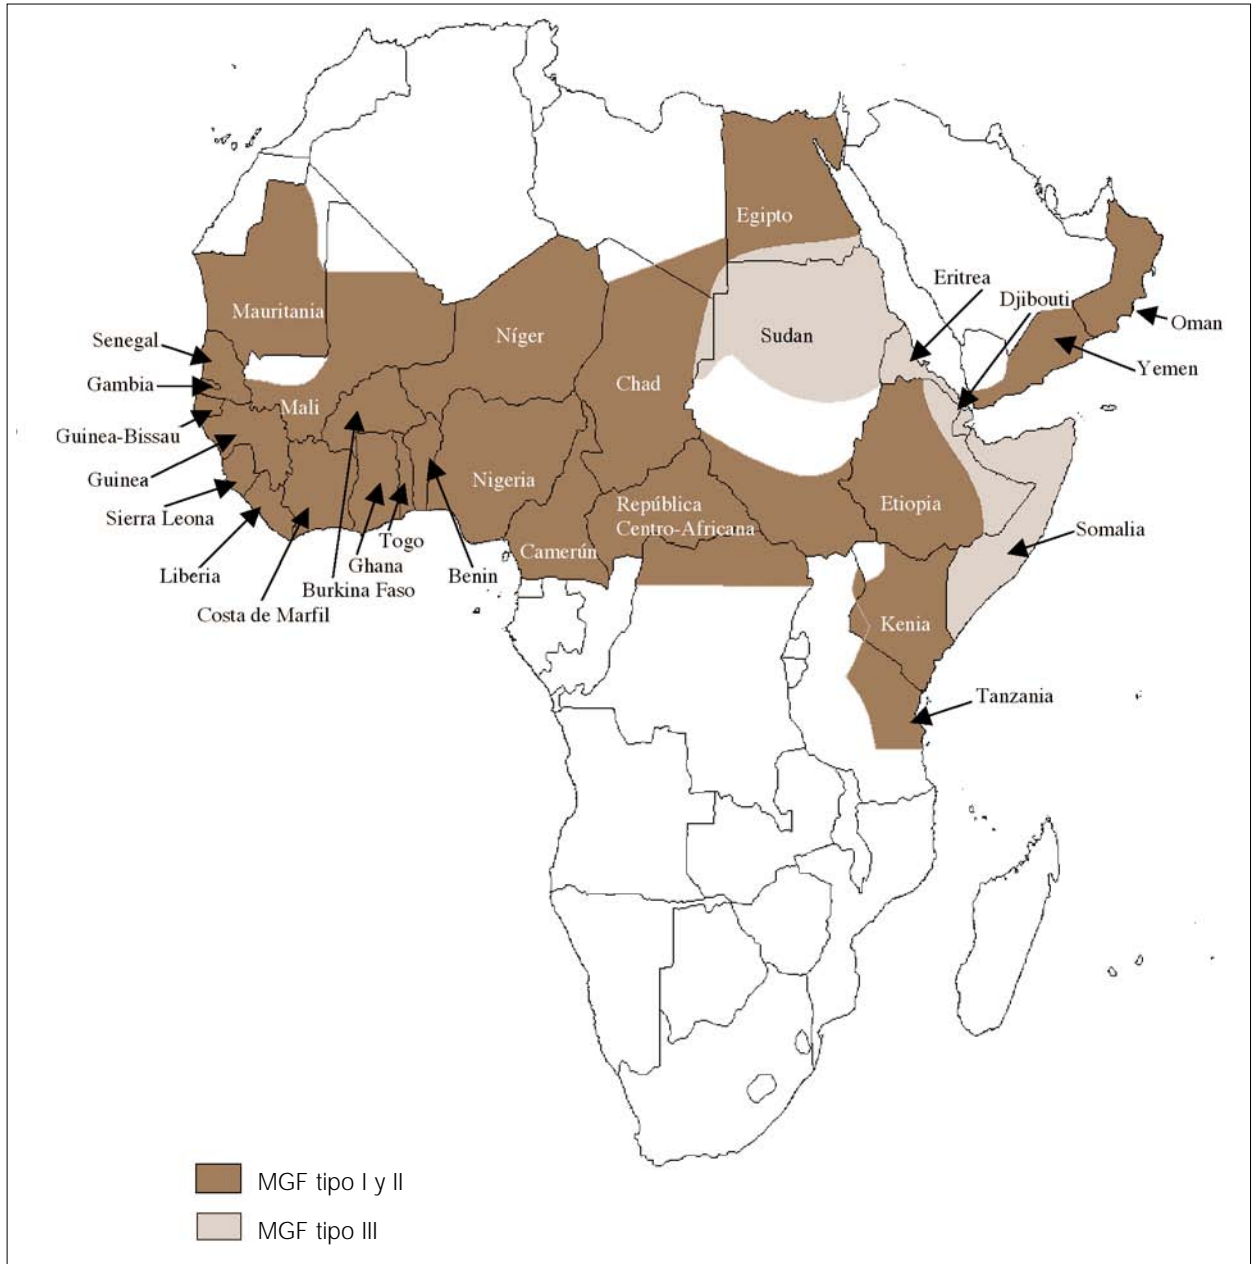 Egipto
Eritrea
Djibouti
Mauritania
Oman
Senegal
Níger
Sudan
Yemen
Gambia
Chad
Mali
Guinea-Bissau
Guinea
Nigeria
Etiopia
República
Centro-Africana
Sierra Leona
Somalia
Togo
Camerún
Ghana
Liberia
Benin
Burkina Faso
Costa de Marfil
Kenia
Tanzania
MGF tipo I y II
MGF tipo III